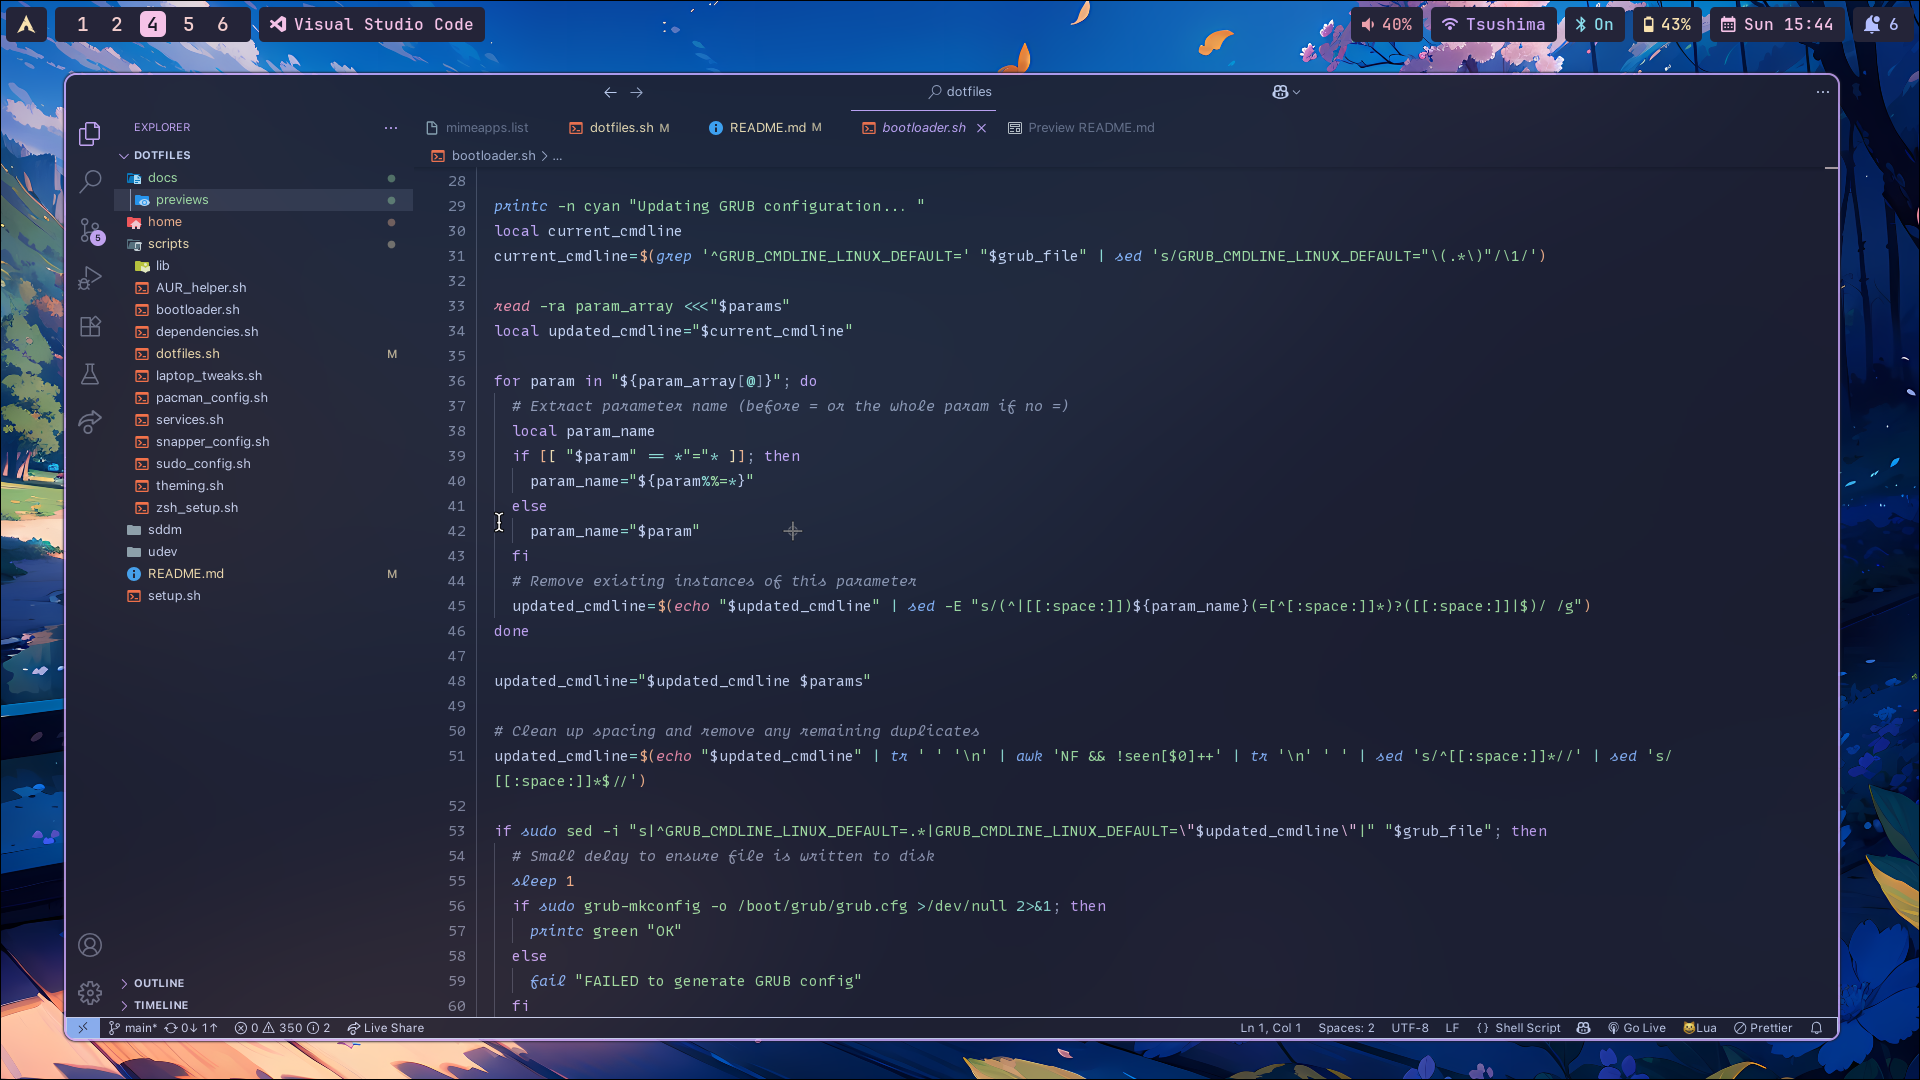 1 2 4 5 6 Visual Studio Code 40% Tsushima On 43% Sun 15:44 6
dotfiles
EXPLORER
DOTFILES
docs
previews
home
scripts
lib
AUR_helper.sh
bootloader.sh
dependencies.sh
dotfiles.sh M
laptop_tweaks.sh
pacman_config.sh
services.sh
snapper_config.sh
sudo_config.sh
theming.sh
zsh_setup.sh
sddm
udev
README.md M
setup.sh
OUTLINE
TIMELINE
5
mimeapps.list dotfiles.sh M README.md M bootloader.sh Preview README.md
bootloader.sh > ...
28
29 printc -n cyan "Updating GRUB configuration... "
30 local current_cmdline
31 current_cmdline=$(grep '^GRUB_CMDLINE_LINUX_DEFAULT=' "$grub_file" | sed 's/GRUB_CMDLINE_LINUX_DEFAULT="\(.*\)"/\1/')
32
33 read -ra param_array <<<"$params"
34 local updated_cmdline="$current_cmdline"
35
36 for param in "${param_array[@]}"; do
37 # Extract parameter name (before = or the whole param if no =)
38 local param_name
39 if [[ "$param" == *"="* ]]; then
40 param_name="${param%%=*}"
41 else
42 param_name="$param"
43 fi
44 # Remove existing instances of this parameter
45 updated_cmdline=$(echo "$updated_cmdline" | sed -E "s/(^|[[:space:]])${param_name}(=[^[:space:]]*)?([[:space:]]|$)/ /g")
46 done
47
48 updated_cmdline="$updated_cmdline $params"
49
50 # Clean up spacing and remove any remaining duplicates
51 updated_cmdline=$(echo "$updated_cmdline" | tr ' ' '\n' | awk 'NF && !seen[$0]++' | tr '\n' ' ' | sed 's/^[[:space:]]*//' | sed 's/
[[:space:]]*$//')
52
53 if sudo sed -i "s|^GRUB_CMDLINE_LINUX_DEFAULT=.*|GRUB_CMDLINE_LINUX_DEFAULT=\"$updated_cmdline\"|" "$grub_file"; then
54 # Small delay to ensure file is written to disk
55 sleep 1
56 if sudo grub-mkconfig -o /boot/grub/grub.cfg >/dev/null 2>&1; then
57 printc green "OK"
58 else
59 fail "FAILED to generate GRUB config"
60 fi
main* 0↓ 1↑ 0 350 2 Live Share Ln 1, Col 1 Spaces: 2 UTF-8 LF {} Shell Script Go Live Lua Prettier